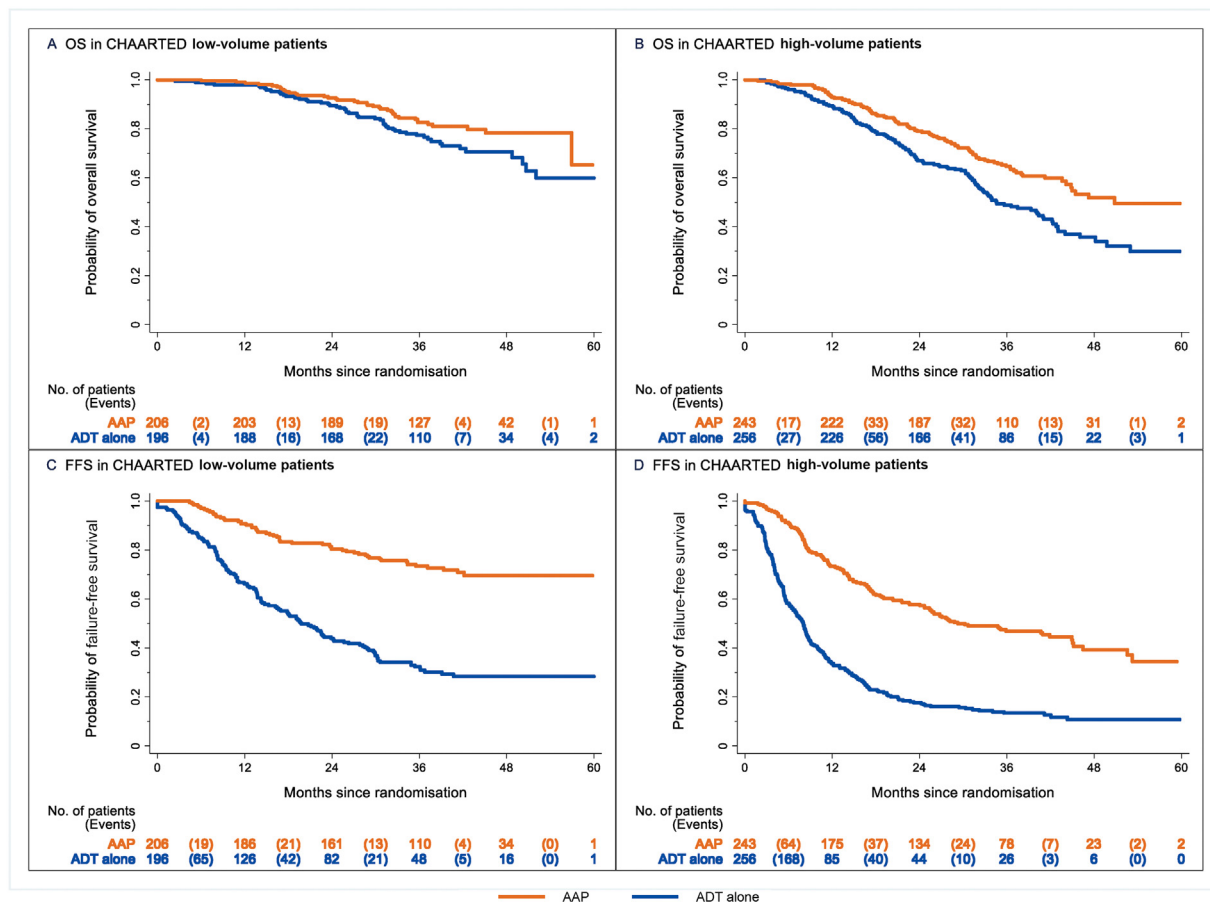 A OS in CHAARTED low-volume patients
1.0
0.8
0.6
0.4
0.2
0
Probability of overall survival
0 12 24 36 48 60
Months since randomisation
No. of patients
(Events)
AAP 206 (2) 203 (13) 189 (19) 127 (4) 42 (1) 1
ADT alone 196 (4) 188 (16) 168 (22) 110 (7) 34 (4) 2
B OS in CHAARTED high-volume patients
1.0
0.8
0.6
0.4
0.2
0
Probability of overall survival
0 12 24 36 48 60
Months since randomisation
No. of patients
(Events)
AAP 243 (17) 222 (33) 187 (32) 110 (13) 31 (1) 2
ADT alone 256 (27) 226 (56) 166 (41) 86 (15) 22 (3) 1
C FFS in CHAARTED low-volume patients
1.0
0.8
0.6
0.4
0.2
0
Probability of failure-free survival
0 12 24 36 48 60
Months since randomisation
No. of patients
(Events)
AAP 206 (19) 186 (21) 161 (13) 110 (4) 34 (0) 1
ADT alone 196 (65) 126 (42) 82 (21) 48 (5) 16 (0) 1
D FFS in CHAARTED high-volume patients
1.0
0.8
0.6
0.4
0.2
0
Probability of failure-free survival
0 12 24 36 48 60
Months since randomisation
No. of patients
(Events)
AAP 243 (64) 175 (37) 134 (24) 78 (7) 23 (2) 2
ADT alone 256 (168) 85 (40) 44 (10) 26 (3) 6 (0) 0
AAP ADT alone